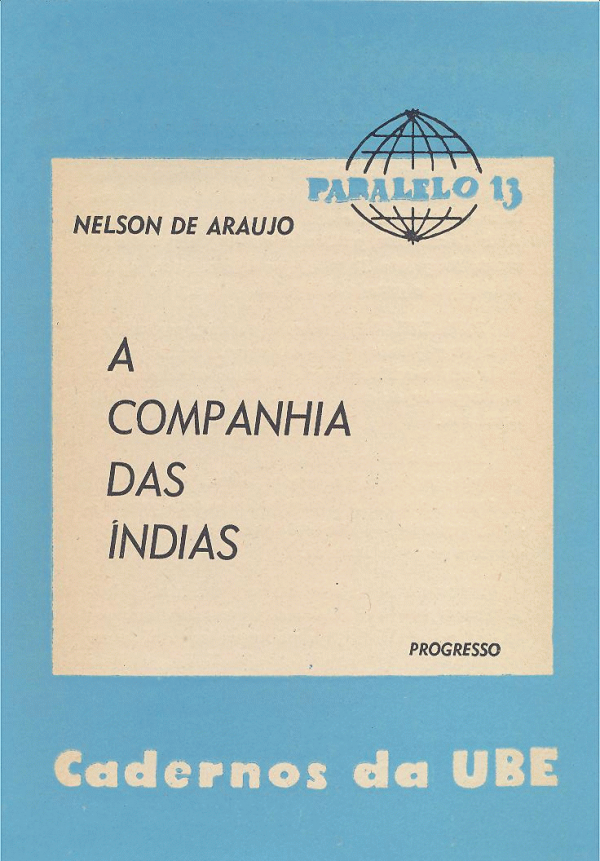 PARALELO 13
NELSON DE ARAUJO
A
COMPANHIA
DAS
ÍNDIAS
PROGRESSO
Cadernos da UBE